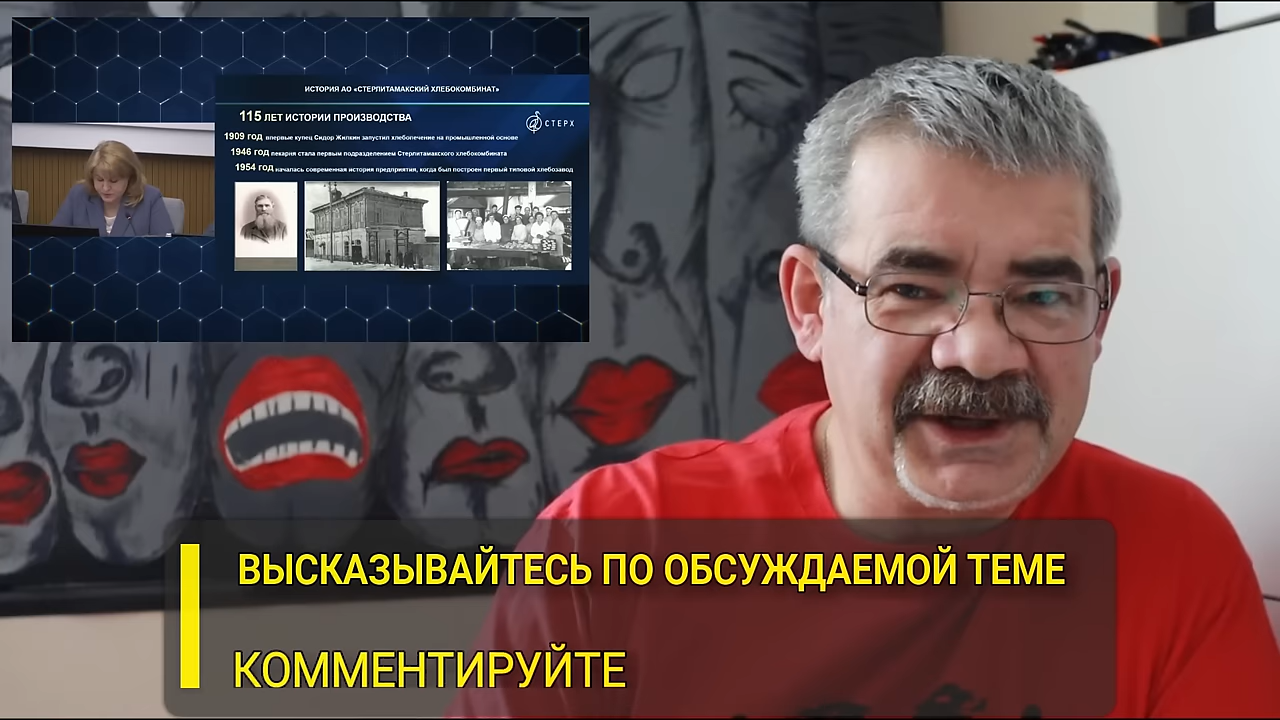 ИСТОРИЯ АО «СТЕРЛИТАМАКСКИЙ ХЛЕБОКОМБИНАТ»
115 ЛЕТ ИСТОРИИ ПРОИЗВОДСТВА
СТЕРХ
1909 год впервые купец Сидор Жилкин запустил хлебопечение на промышленной основе
1946 год пекарня стала первым подразделением Стерлитамакского хлебокомбината
1954 год началась современная история предприятия, когда был построен первый типовой хлебозавод
ВЫСКАЗЫВАЙТЕСЬ ПО ОБСУЖДАЕМОЙ ТЕМЕ
КОММЕНТИРУЙТЕ